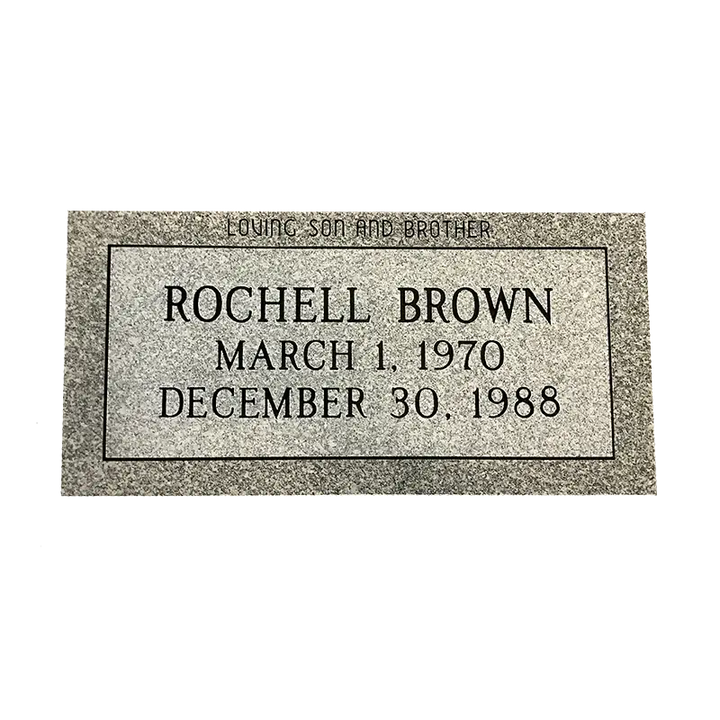 LOVING SON AND BROTHER
ROCHELL BROWN
MARCH 1, 1970
DECEMBER 30, 1988